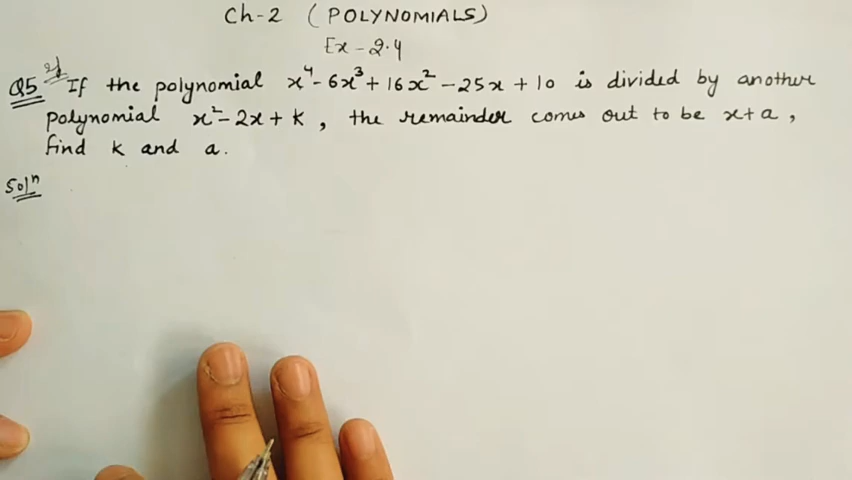 Ch-2 (POLYNOMIALS)
Ex-2.4
Q5 If the polynomial x⁴ - 6x³ + 16x² - 25x + 10 is divided by another
polynomial x² - 2x + k, the remainder comes out to be x + a,
find k and a.
Solⁿ